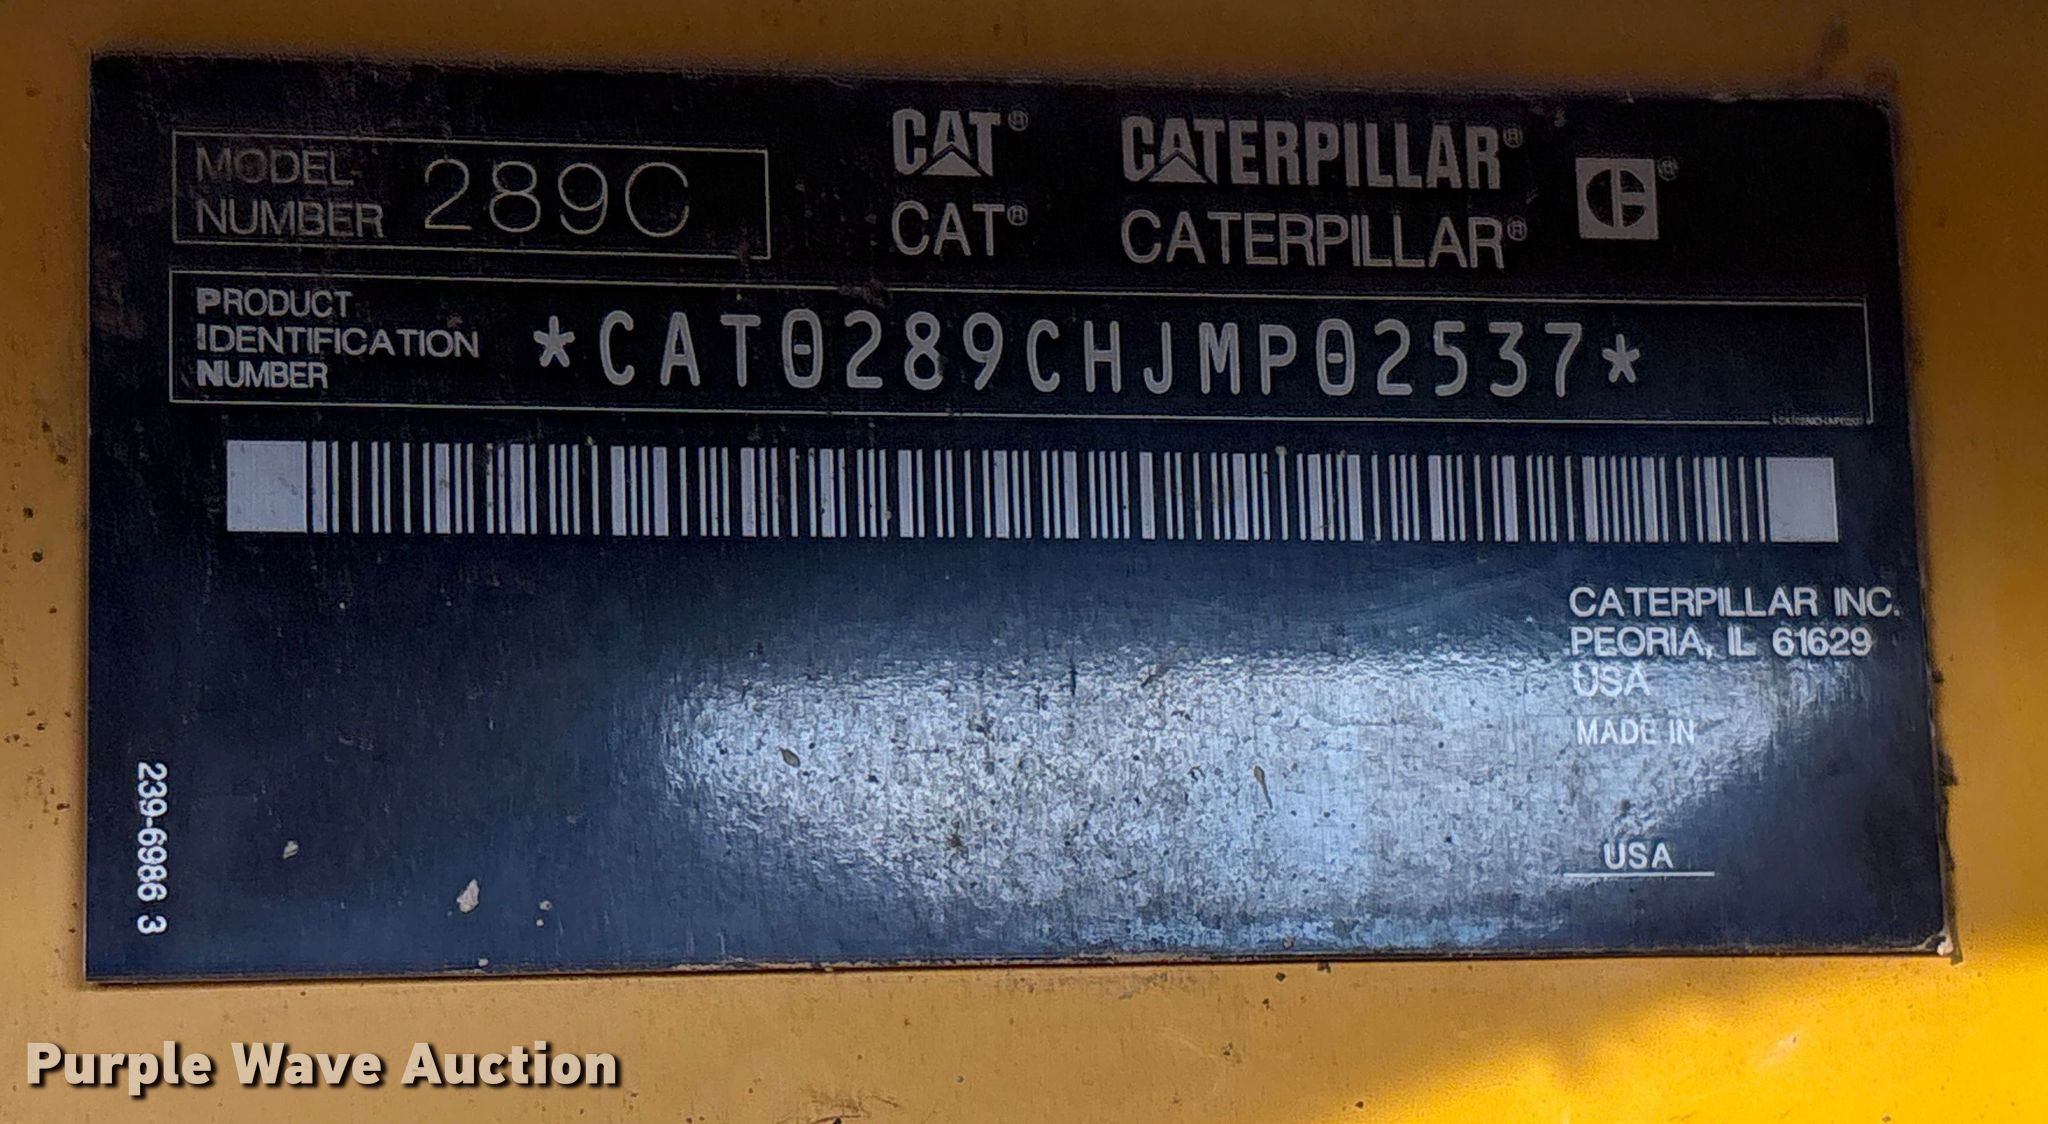 MODEL
NUMBER
289C
CAT®
CATERPILLAR®
CAT®
CATERPILLAR®
PRODUCT
IDENTIFICATION
NUMBER
*CAT0289CHJMP02537*
CATERPILLAR INC.
PEORIA, IL 61629
USA
MADE IN
USA
239-6986 3
Purple Wave Auction